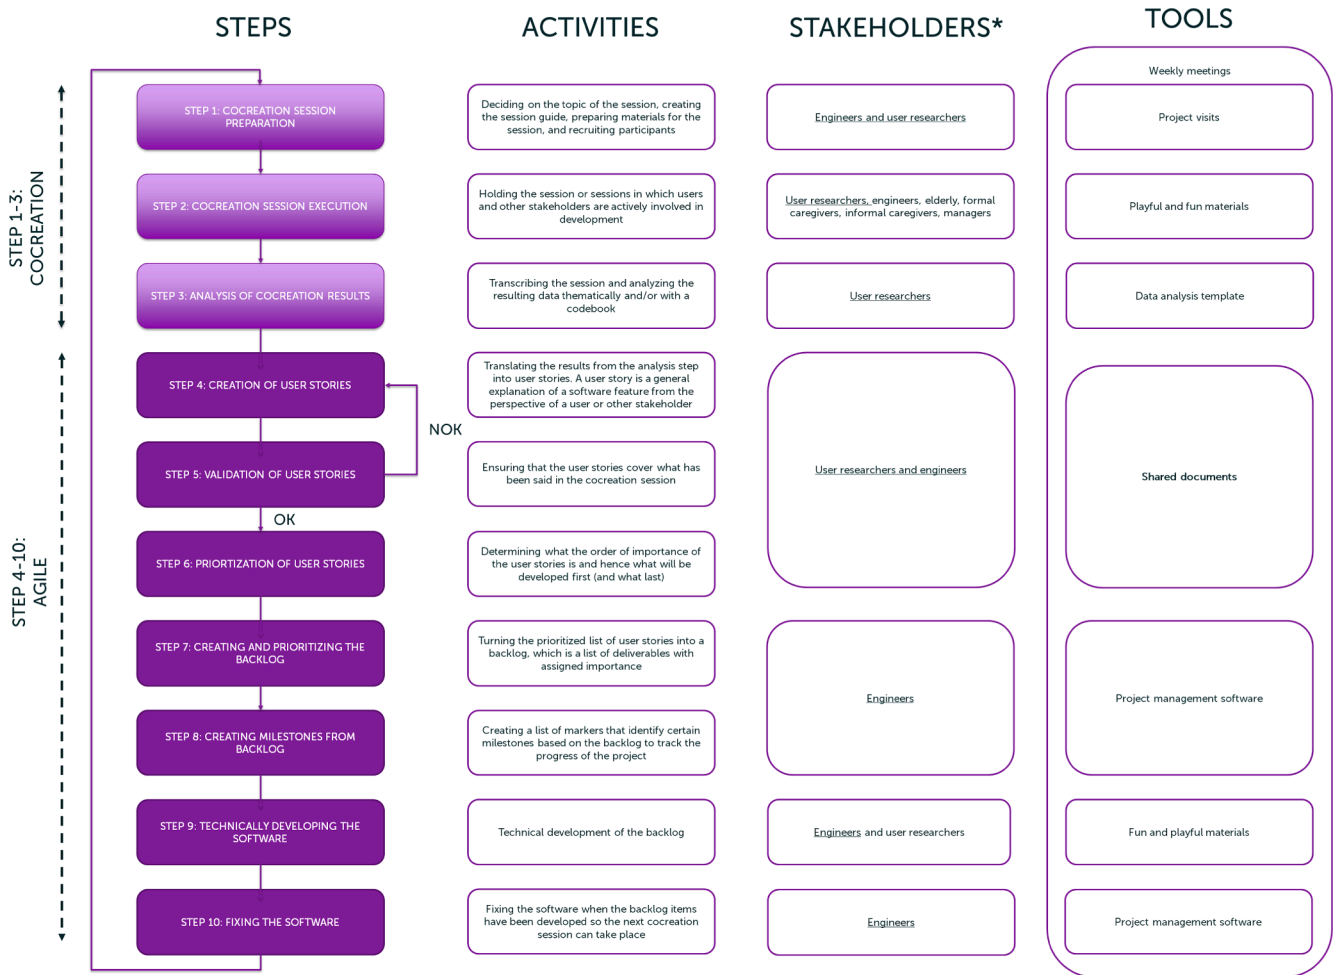 STEPS
ACTIVITIES
STAKEHOLDERS*
TOOLS
Weekly meetings
STEP 1-3:
COCREATION
STEP 1: COCREATION SESSION
PREPARATION
Deciding on the topic of the session, creating
the session guide, preparing materials for the
session, and recruiting participants
Engineers and user researchers
Project visits
STEP 2: COCREATION SESSION EXECUTION
Holding the session or sessions in which users
and other stakeholders are actively involved in
development
User researchers, engineers, elderly, formal
caregivers, informal caregivers, managers
Playful and fun materials
STEP 3: ANALYSIS OF COCREATION RESULTS
Transcribing the session and analyzing the
resulting data thematically and/or with a
codebook
User researchers
Data analysis template
STEP 4-10:
AGILE
STEP 4: CREATION OF USER STORIES
Translating the results from the analysis step
into user stories. A user story is a general
explanation of a software feature from the
perspective of a user or other stakeholder
NOK
STEP 5: VALIDATION OF USER STORIES
Ensuring that the user stories cover what has
been said in the cocreation session
User researchers and engineers
Shared documents
OK
STEP 6: PRIORTIZATION OF USER STORIES
Determining what the order of importance of
the user stories is and hence what will be
developed first (and what last)
STEP 7: CREATING AND PRIORITIZING THE
BACKLOG
Turning the prioritized list of user stories into a
backlog, which is a list of deliverables with
assigned importance
Engineers
Project management software
STEP 8: CREATING MILESTONES FROM
BACKLOG
Creating a list of markers that identify certain
milestones based on the backlog to track the
progress of the project
STEP 9: TECHNICALLY DEVELOPING THE
SOFTWARE
Technical development of the backlog
Engineers and user researchers
Fun and playful materials
STEP 10: FIXING THE SOFTWARE
Fixing the software when the backlog items
have been developed so the next cocreation
session can take place
Engineers
Project management software